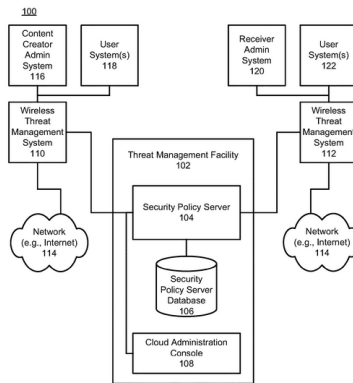 100
Content
Creator
Admin
System
116
User
System(s)
118
Receiver
Admin
System
120
User
System(s)
122
Wireless
Threat
Management
System
110
Wireless
Threat
Management
System
112
Threat Management Facility
102
Security Policy Server
104
Network
(e.g., Internet)
114
Network
(e.g., Internet)
114
Security
Policy Server
Database
106
Cloud Administration
Console
108